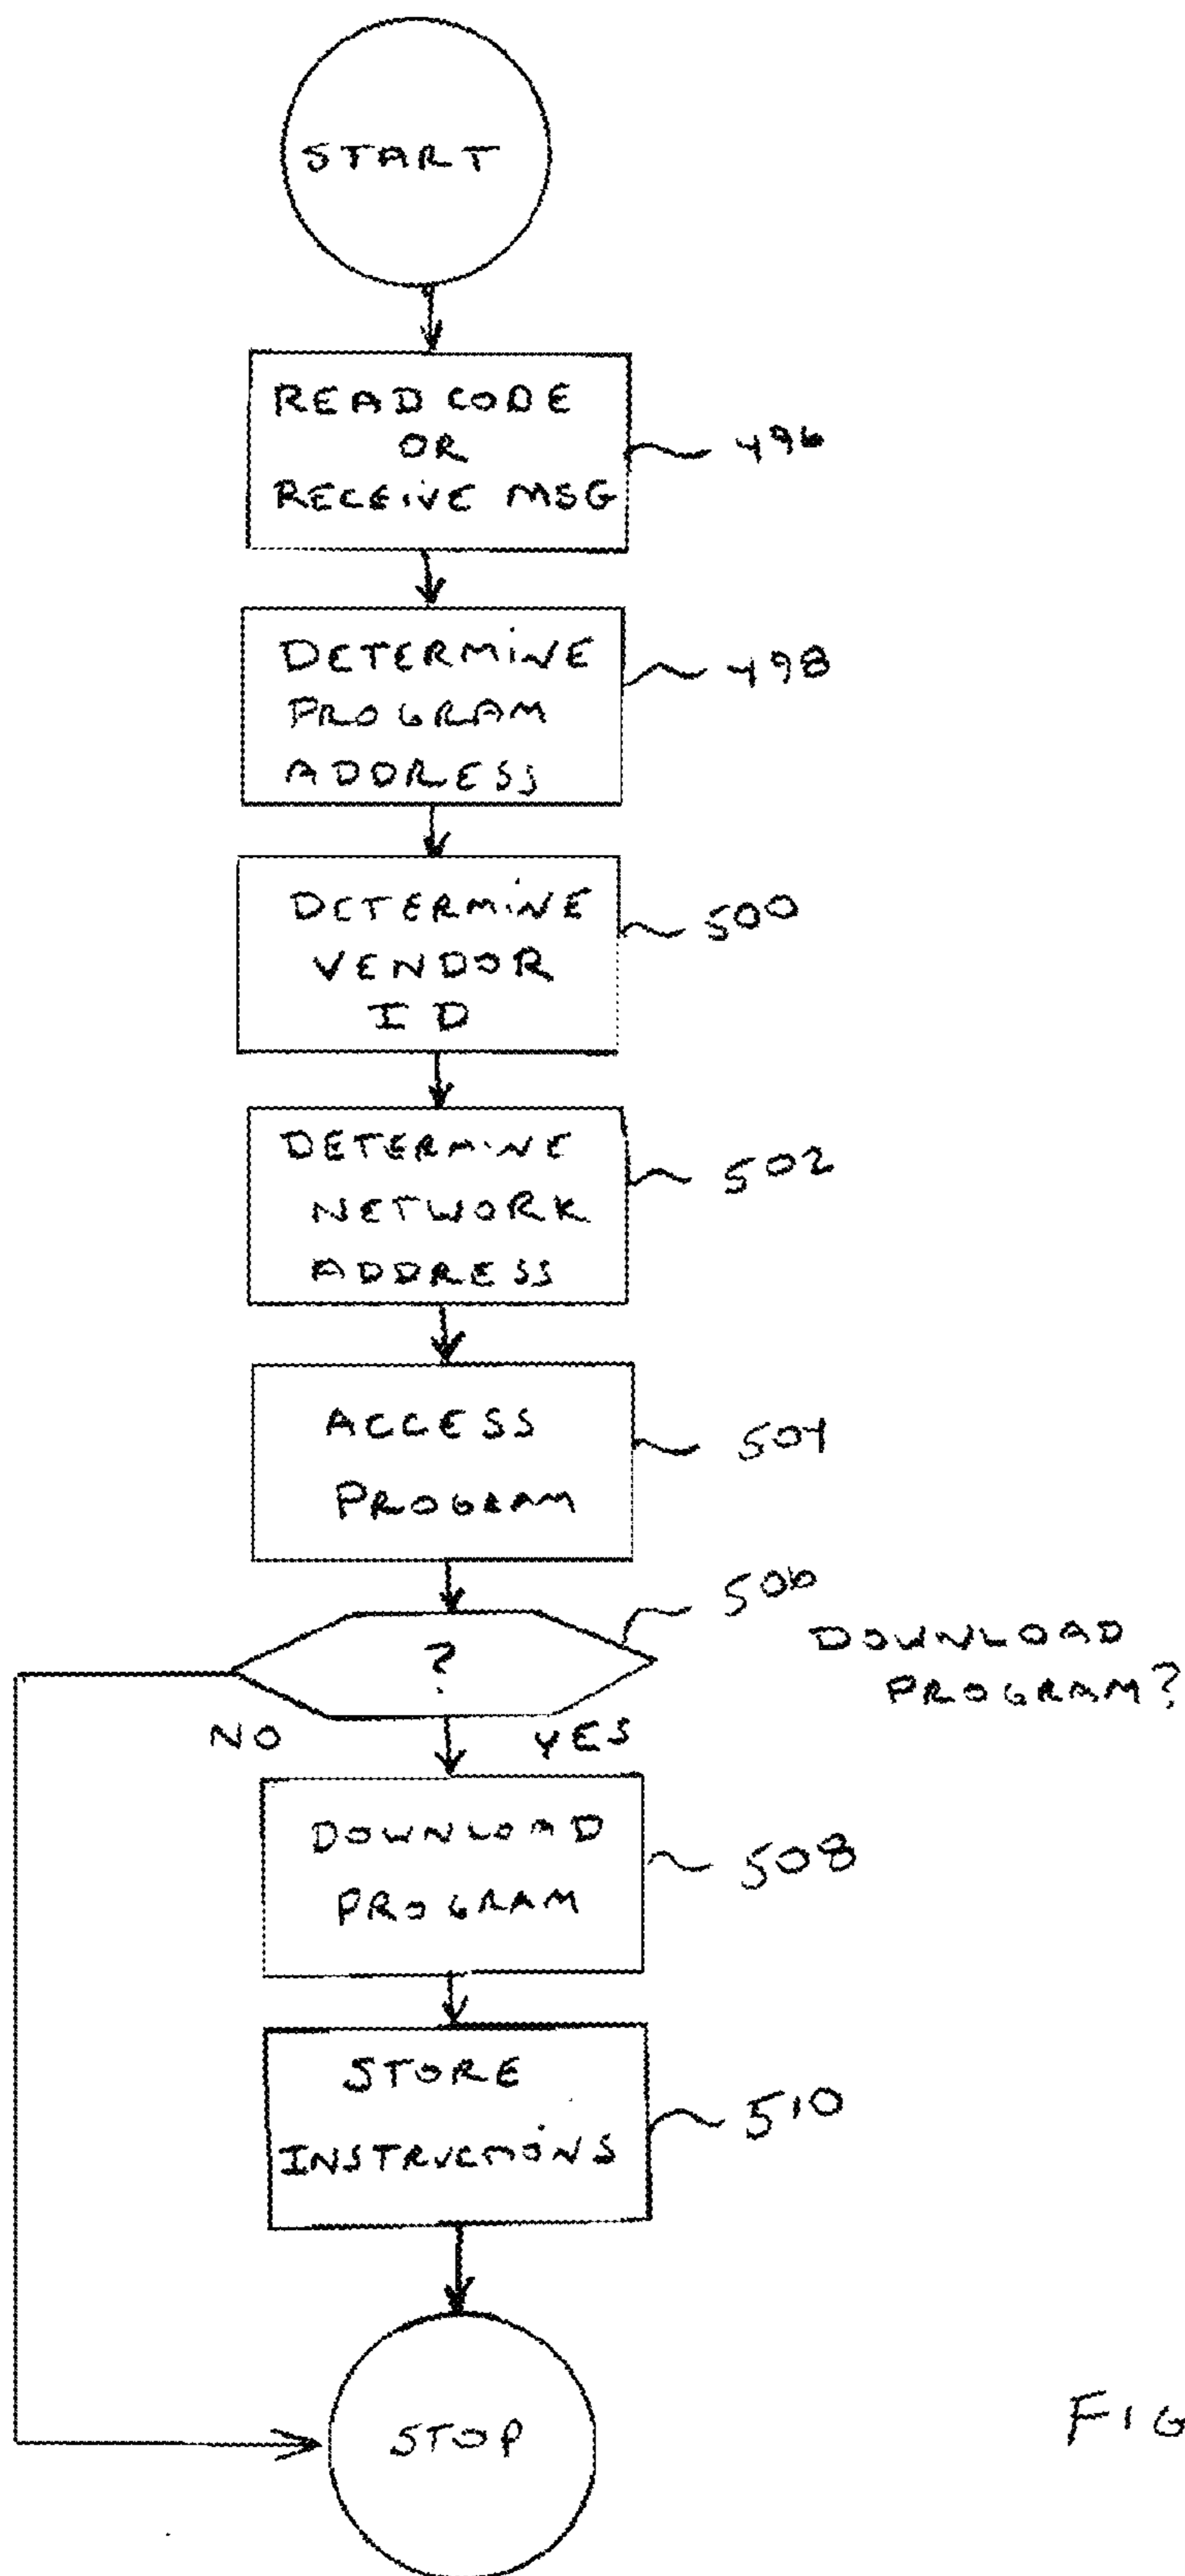 START
READ CODE
OR
RECEIVE MSG
496
DETERMINE
PROGRAM
ADDRESS
498
DETERMINE
VENDOR
ID
500
DETERMINE
NETWORK
ADDRESS
502
ACCESS
PROGRAM
504
506
?
DOWNLOAD
PROGRAM?
NO
YES
DOWNLOAD
PROGRAM
508
STORE
INSTRUCTIONS
510
STOP
FIG